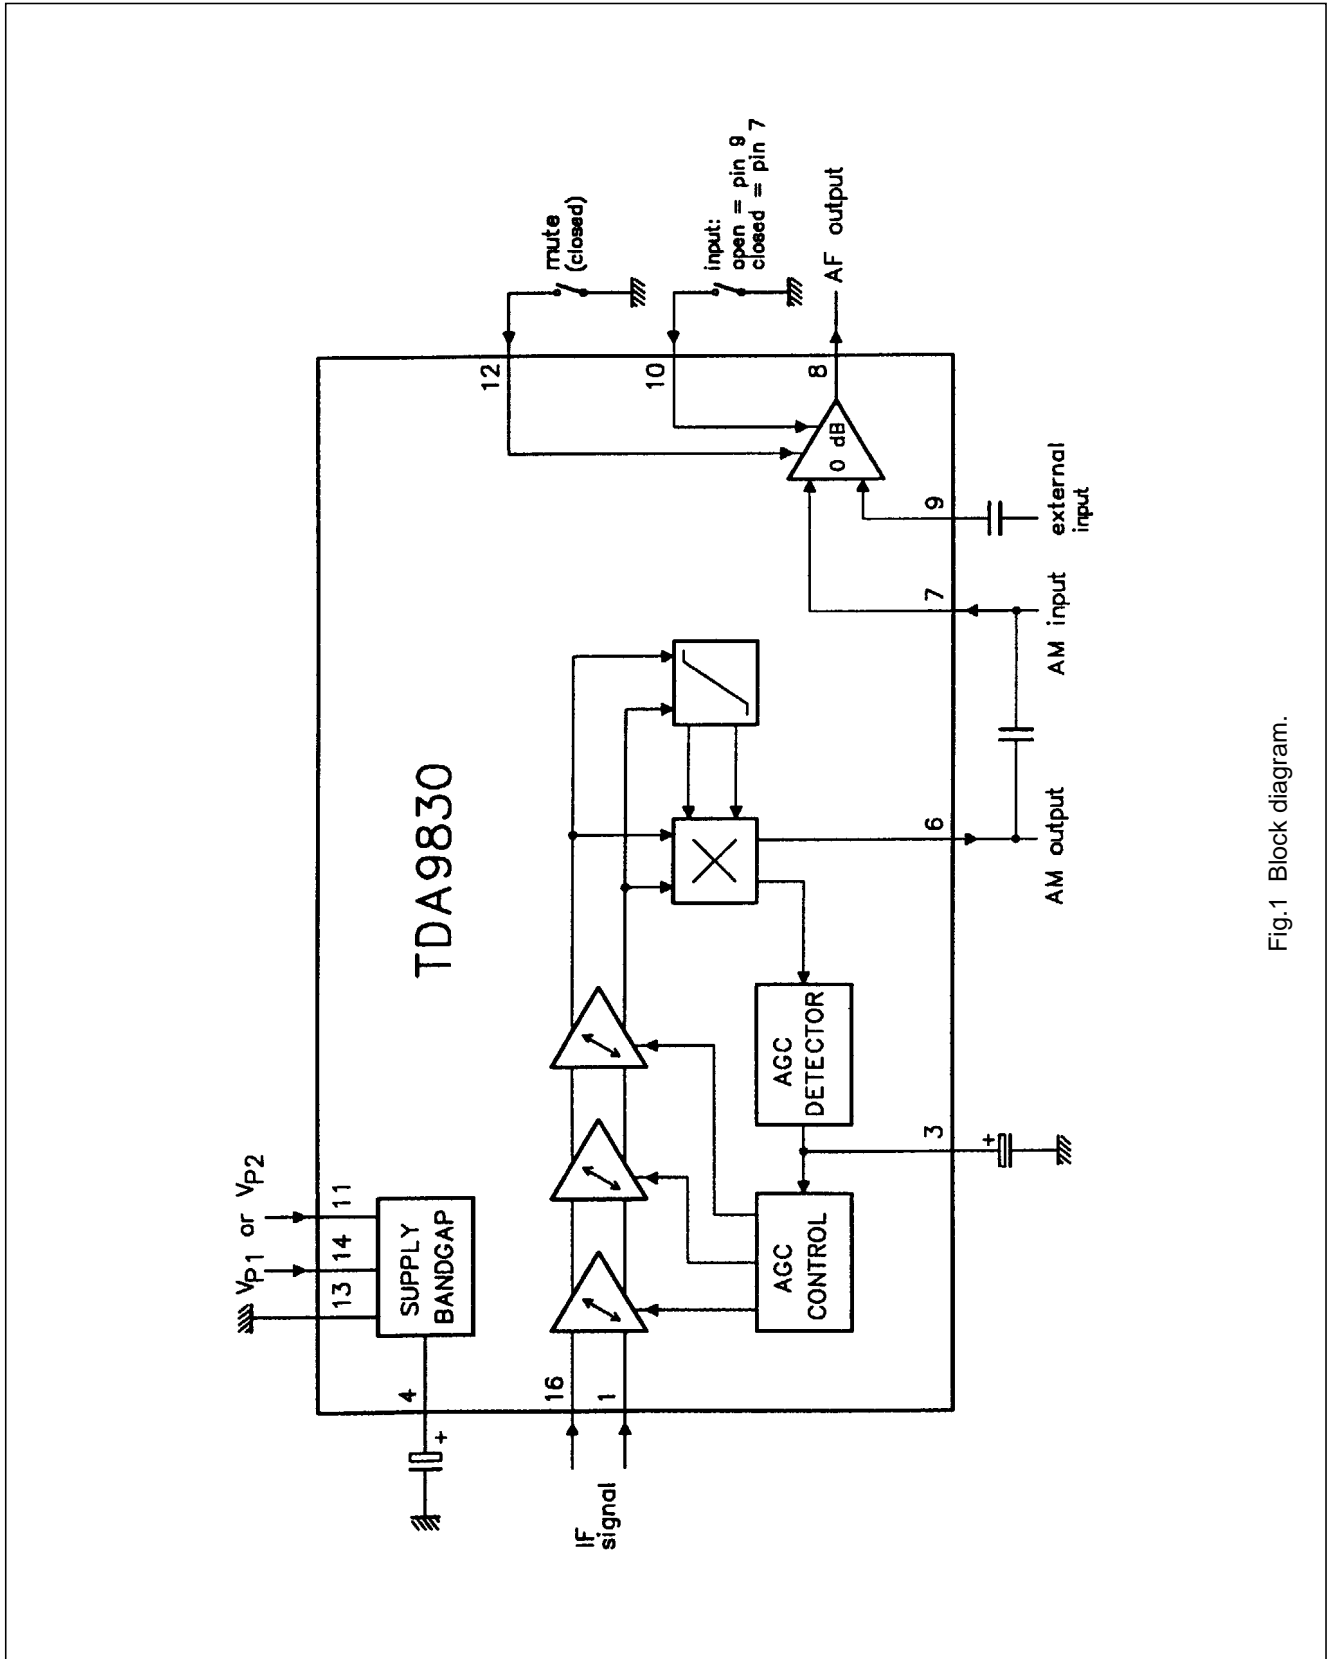 VP1 or VP2
13
14
11
SUPPLY
BANDGAP
4
+
TDA9830
12
mute
(closed)
10
input:
open = pin 9
closed = pin 7
16
1
IF
signal
8
AF output
0 dB
AGC
CONTROL
AGC
DETECTOR
3
+
6
AM output
7
AM input
9
external
input
Fig.1 Block diagram.